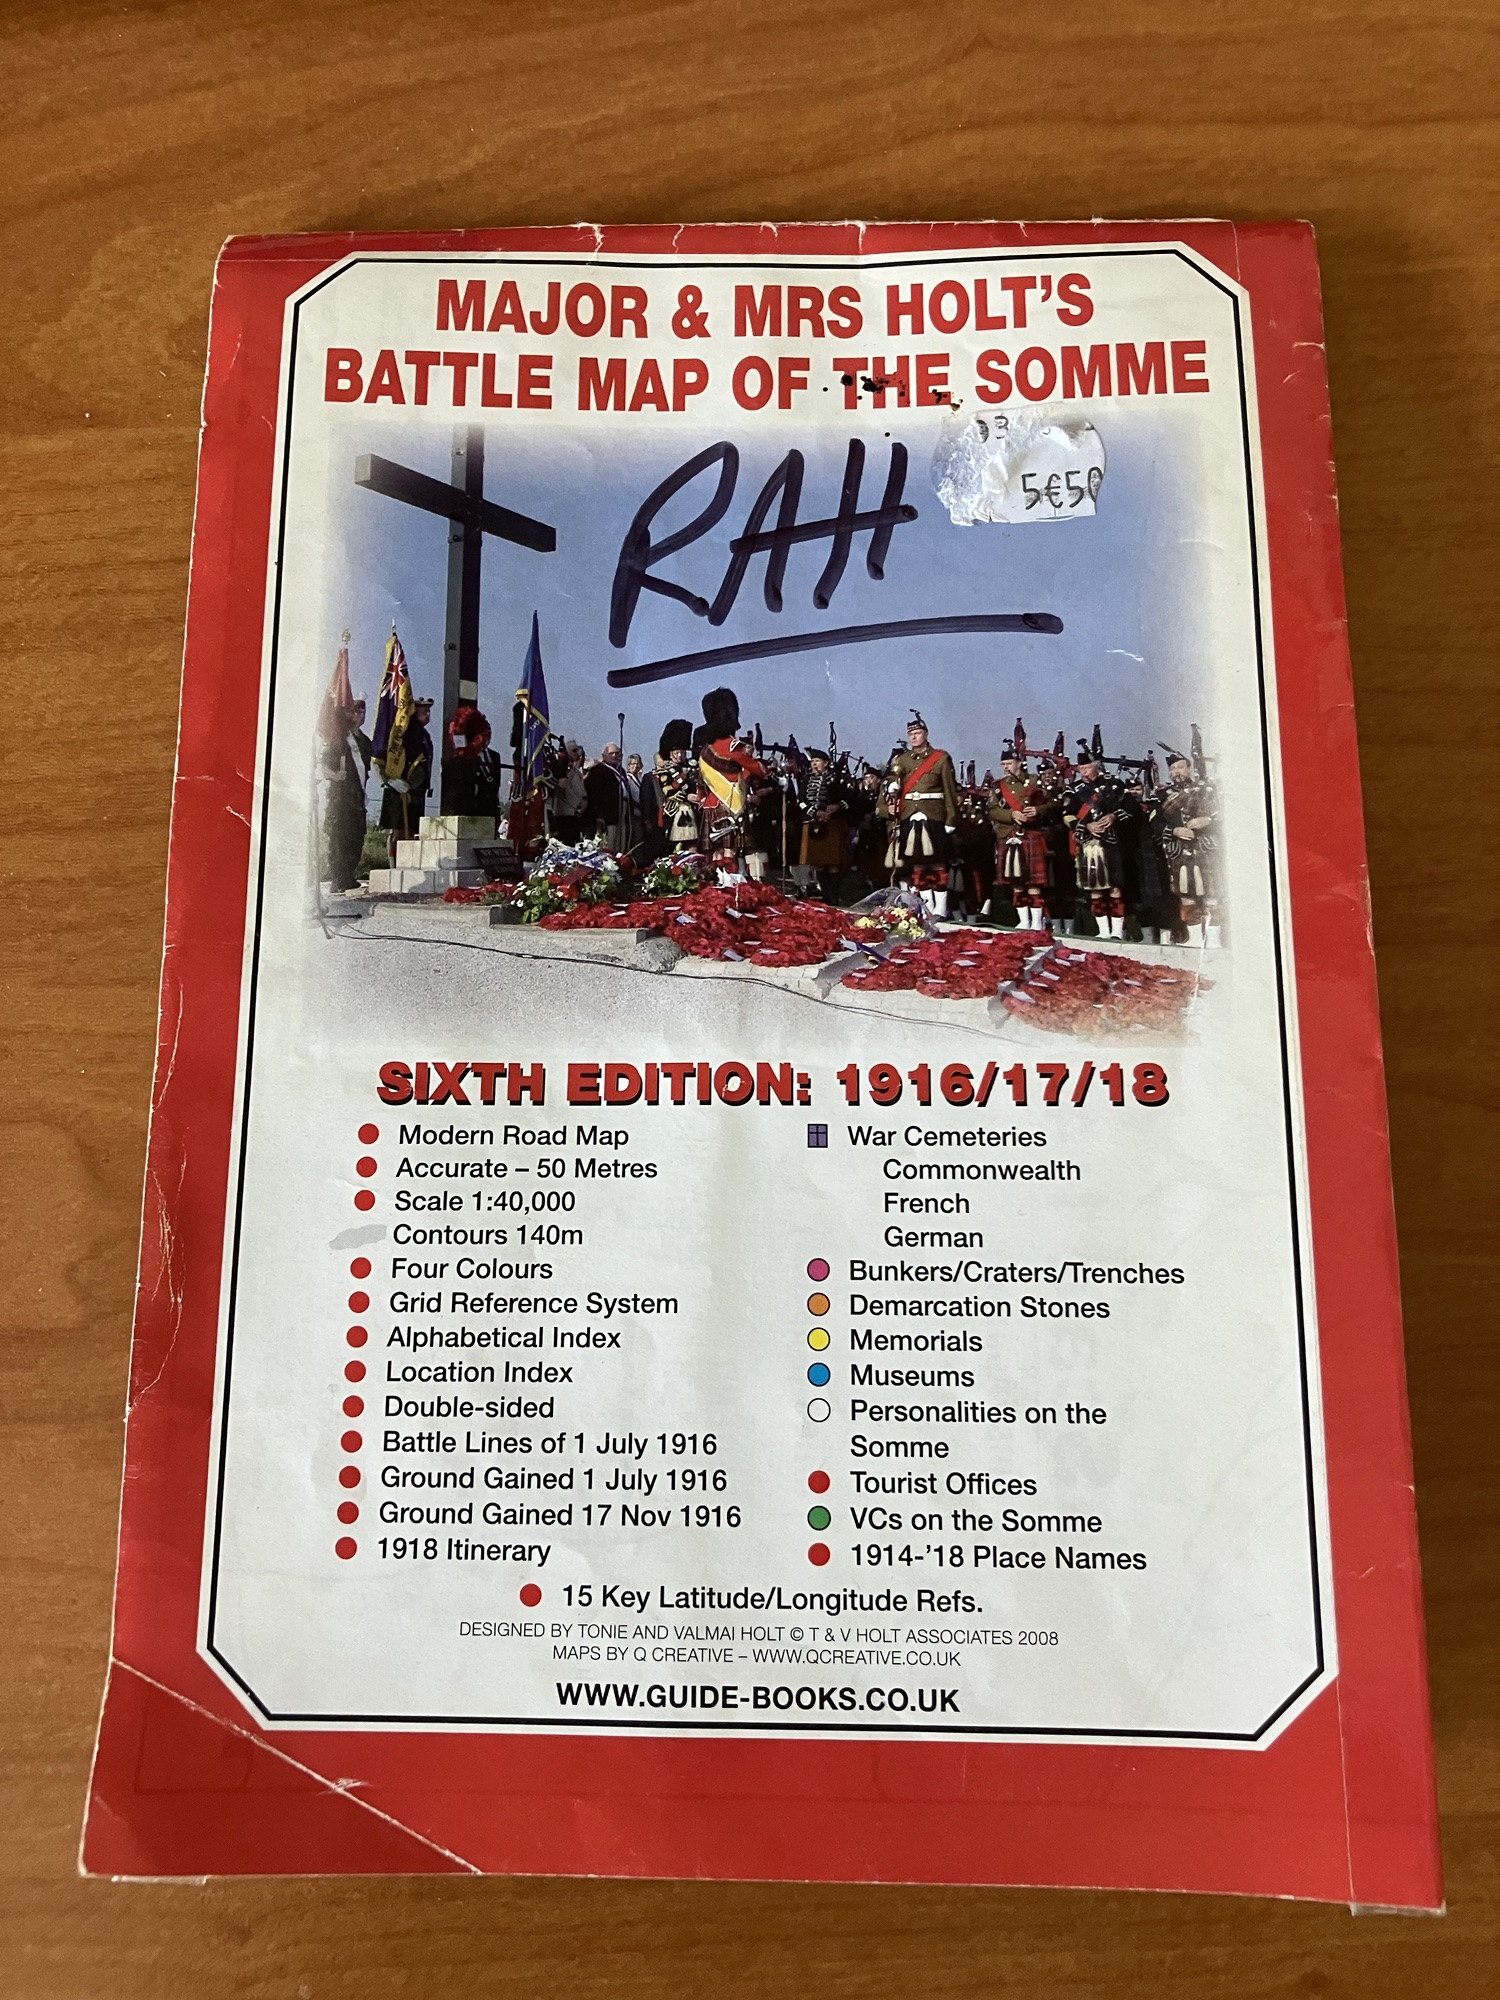 MAJOR & MRS HOLT'S
BATTLE MAP OF THE SOMME
5€50
RAH
SIXTH EDITION: 1916/17/18
Modern Road Map
Accurate – 50 Metres
Scale 1:40,000
Contours 140m
Four Colours
Grid Reference System
Alphabetical Index
Location Index
Double-sided
Battle Lines of 1 July 1916
Ground Gained 1 July 1916
Ground Gained 17 Nov 1916
1918 Itinerary
War Cemeteries
Commonwealth
French
German
Bunkers/Craters/Trenches
Demarcation Stones
Memorials
Museums
Personalities on the
Somme
Tourist Offices
VCs on the Somme
1914-'18 Place Names
15 Key Latitude/Longitude Refs.
DESIGNED BY TONIE AND VALMAI HOLT © T & V HOLT ASSOCIATES 2008
MAPS BY Q CREATIVE – WWW.QCREATIVE.CO.UK
WWW.GUIDE-BOOKS.CO.UK